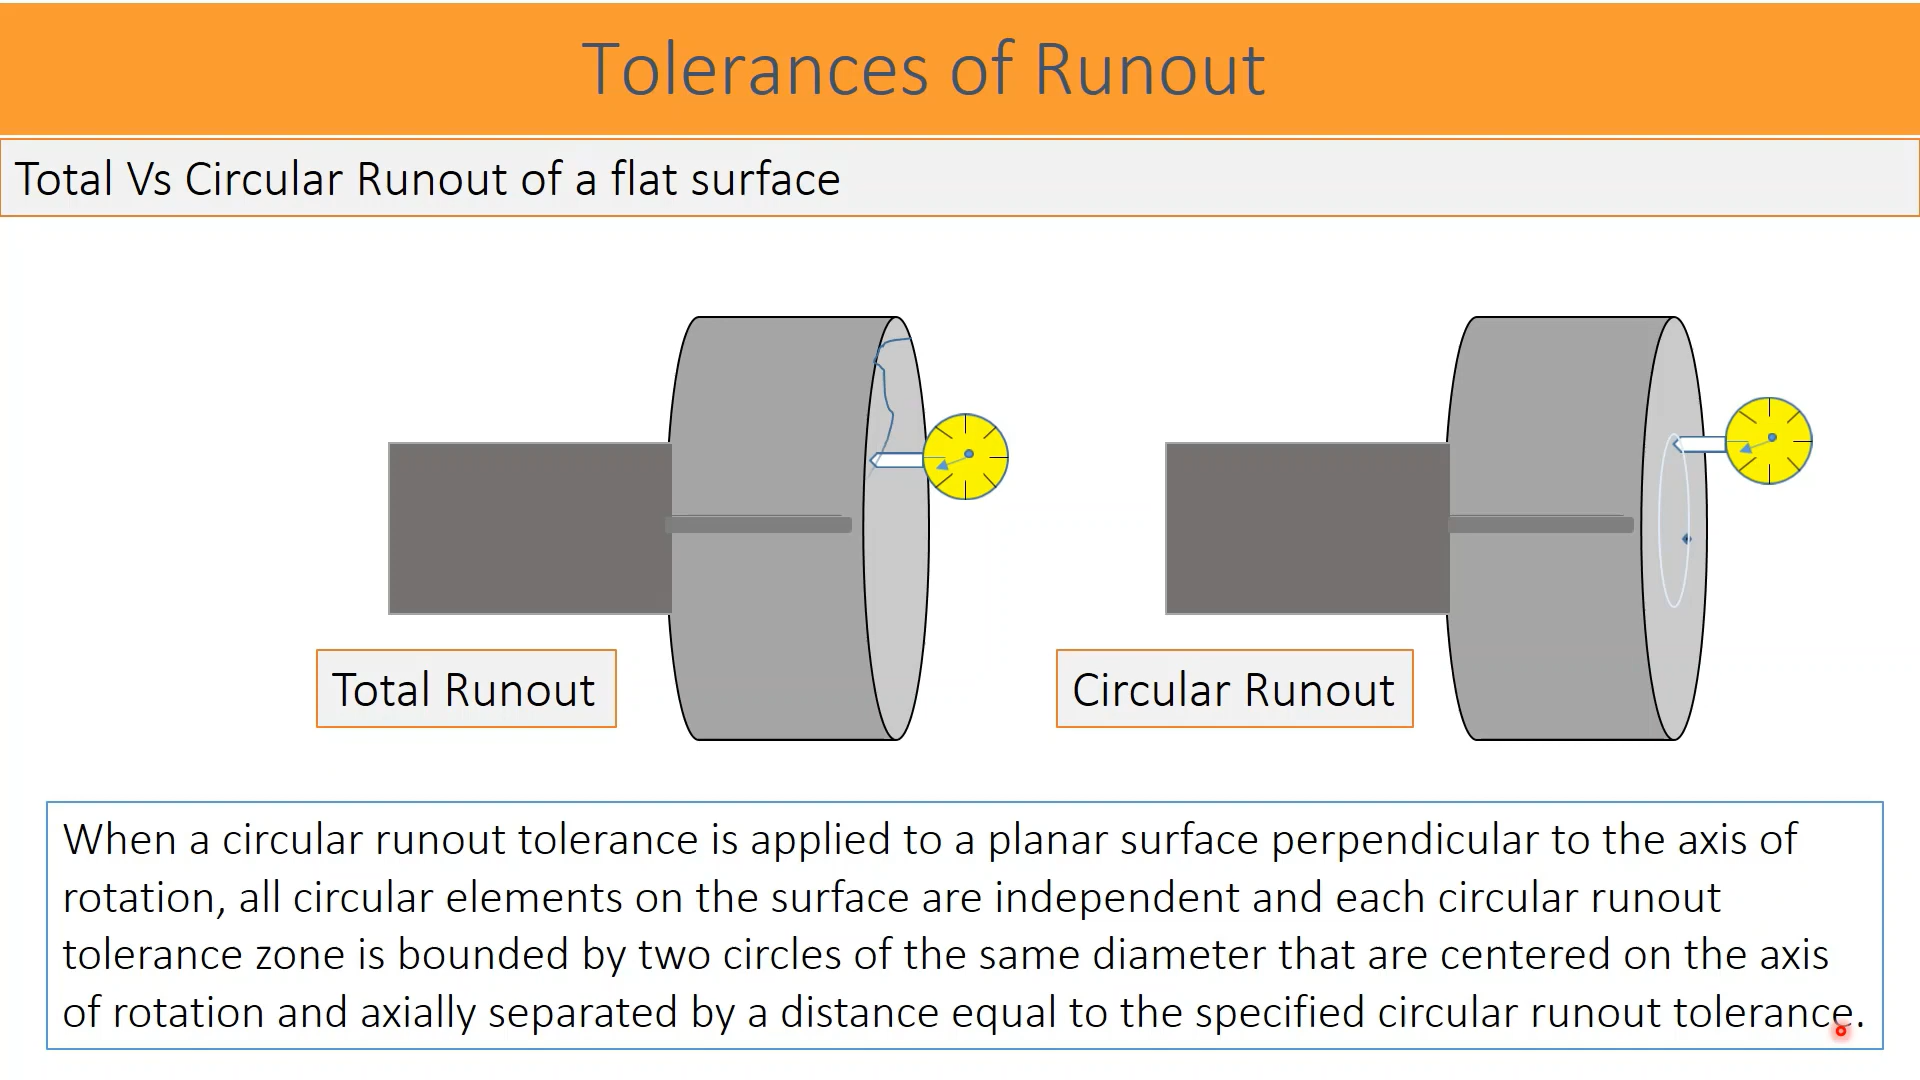 Tolerances of Runout
Total Vs Circular Runout of a flat surface
Total Runout
Circular Runout
When a circular runout tolerance is applied to a planar surface perpendicular to the axis of
rotation, all circular elements on the surface are independent and each circular runout
tolerance zone is bounded by two circles of the same diameter that are centered on the axis
of rotation and axially separated by a distance equal to the specified circular runout tolerance.